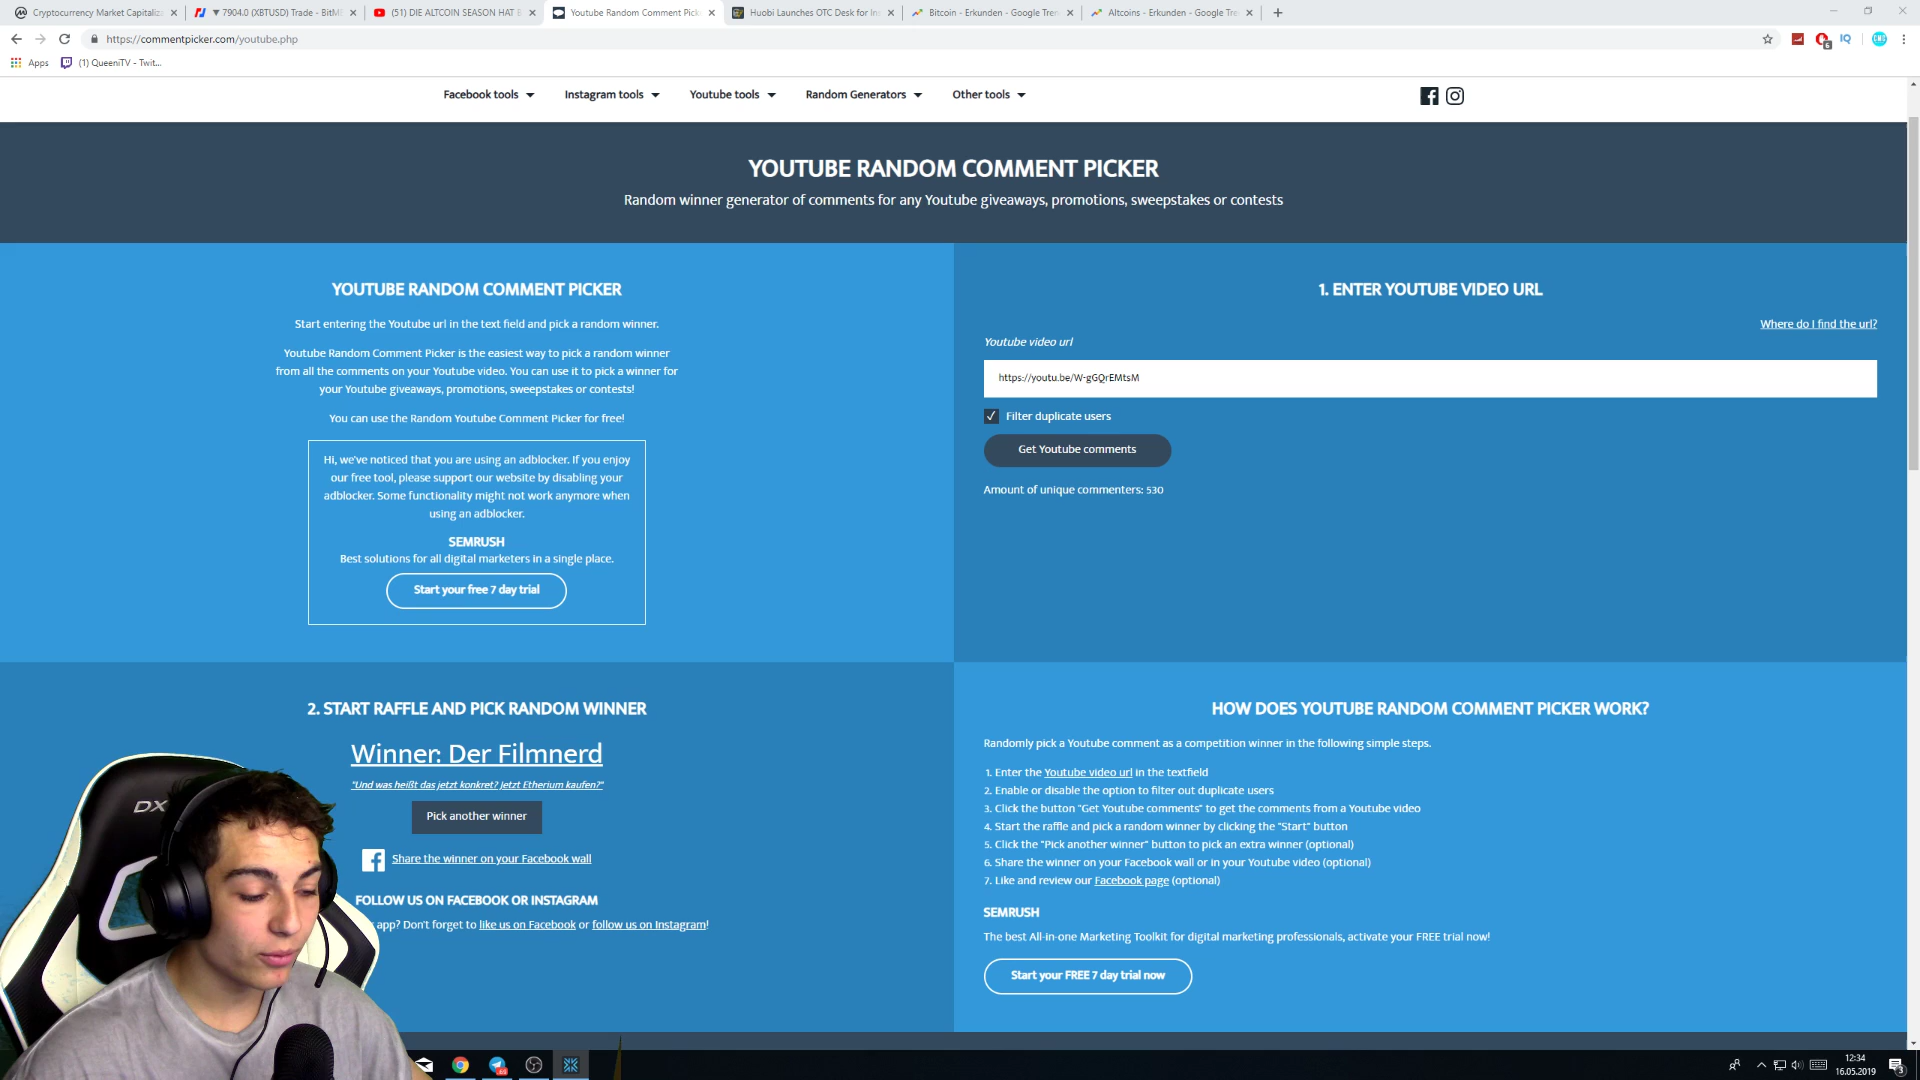 Cryptocurrency Market Capitaliz
▼ 7904.0 (XBTUSD) Trade - BitM
(51) DIE ALTCOIN SEASON HAT B
Youtube Random Comment Pick
Huobi Launches OTC Desk for In
Bitcoin - Erkunden - Google Tren
Altcoins - Erkunden - Google Tre
https://commentpicker.com/youtube.php
IQ
Apps
(1) QueeniTV - Twit...
Facebook tools
Instagram tools
Youtube tools
Random Generators
Other tools
YOUTUBE RANDOM COMMENT PICKER
Random winner generator of comments for any Youtube giveaways, promotions, sweepstakes or contests
YOUTUBE RANDOM COMMENT PICKER
Start entering the Youtube url in the text field and pick a random winner.
Youtube Random Comment Picker is the easiest way to pick a random winner
from all the comments on your Youtube video. You can use it to pick a winner for
your Youtube giveaways, promotions, sweepstakes or contests!
You can use the Random Youtube Comment Picker for free!
Hi, we've noticed that you are using an adblocker. If you enjoy
our free tool, please support our website by disabling your
adblocker. Some functionality might not work anymore when
using an adblocker.
SEMRUSH
Best solutions for all digital marketers in a single place.
Start your free 7 day trial
1. ENTER YOUTUBE VIDEO URL
Where do I find the url?
Youtube video url
https://youtu.be/W-gGQrEMtsM
Filter duplicate users
Get Youtube comments
Amount of unique commenters: 530
2. START RAFFLE AND PICK RANDOM WINNER
Winner: Der Filmnerd
"Und was heißt das jetzt konkret? Jetzt Etherium kaufen?"
Pick another winner
Share the winner on your Facebook wall
FOLLOW US ON FACEBOOK OR INSTAGRAM
app? Don't forget to like us on Facebook or follow us on Instagram!
HOW DOES YOUTUBE RANDOM COMMENT PICKER WORK?
Randomly pick a Youtube comment as a competition winner in the following simple steps.
1. Enter the Youtube video url in the textfield
2. Enable or disable the option to filter out duplicate users
3. Click the button "Get Youtube comments" to get the comments from a Youtube video
4. Start the raffle and pick a random winner by clicking the "Start" button
5. Click the "Pick another winner" button to pick an extra winner (optional)
6. Share the winner on your Facebook wall or in your Youtube video (optional)
7. Like and review our Facebook page (optional)
SEMRUSH
The best All-in-one Marketing Toolkit for digital marketing professionals, activate your FREE trial now!
Start your FREE 7 day trial now
DX
12:34
16.05.2019
3